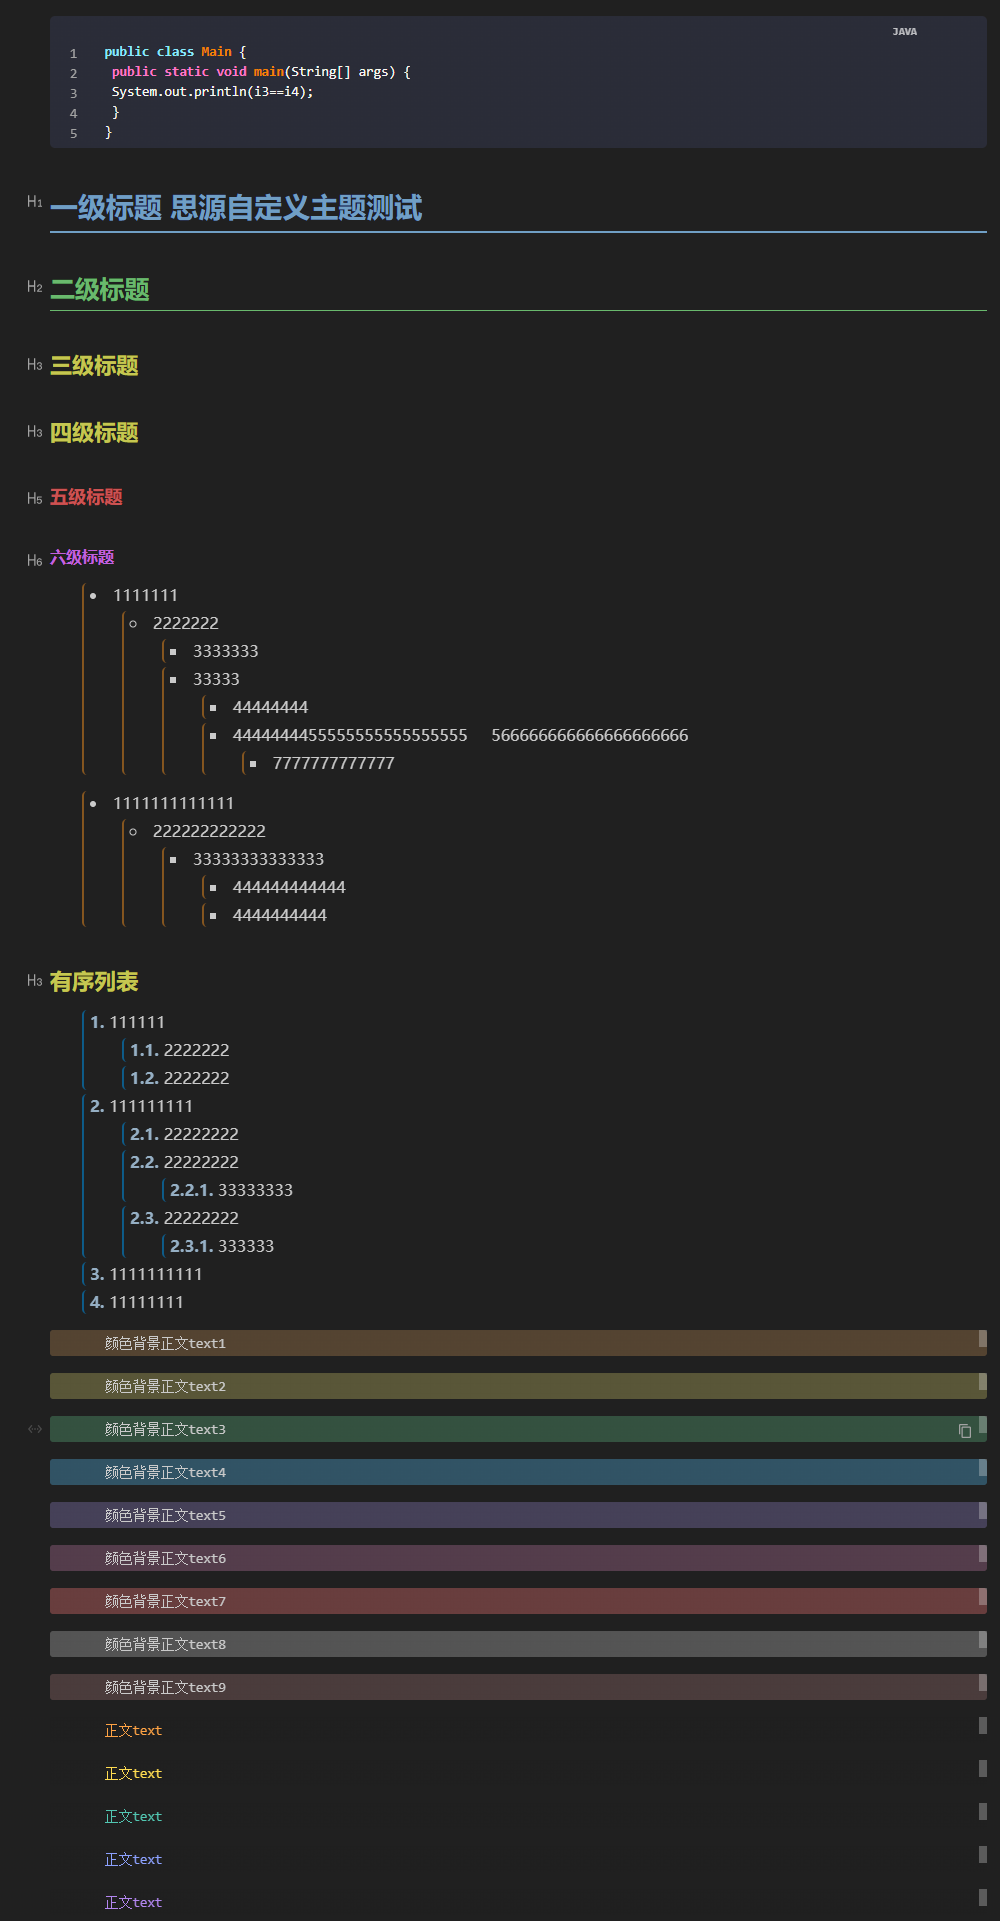 JAVA
1 public class Main {
2 public static void main(String[] args) {
3 System.out.println(i3==i4);
4 }
5 }
H1 一级标题 思源自定义主题测试
H2 二级标题
H3 三级标题
H3 四级标题
H5 五级标题
H6 六级标题
1111111
2222222
3333333
33333
44444444
4444444455555555555555555 566666666666666666666
7777777777777
1111111111111
222222222222
33333333333333
444444444444
4444444444
H3 有序列表
1. 111111
1.1. 2222222
1.2. 2222222
2. 111111111
2.1. 22222222
2.2. 22222222
2.2.1. 33333333
2.3. 22222222
2.3.1. 333333
3. 1111111111
4. 11111111
颜色背景正文text1
颜色背景正文text2
颜色背景正文text3
颜色背景正文text4
颜色背景正文text5
颜色背景正文text6
颜色背景正文text7
颜色背景正文text8
颜色背景正文text9
正文text
正文text
正文text
正文text
正文text